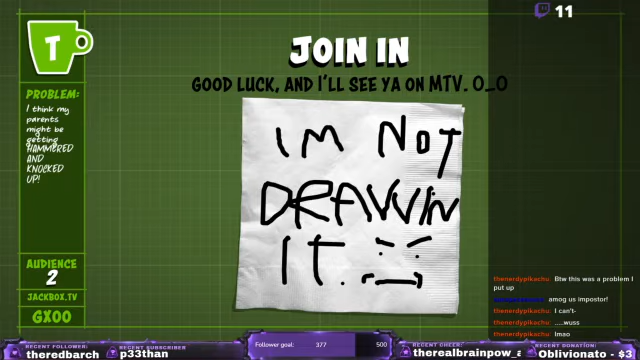 11
T
JOIN IN
GOOD LUCK, AND I'LL SEE YA ON MTV. O_O
PROBLEM:
I think my
parents
might be
getting
HAMMERED
AND
KNOCKED
UP!
IM NOT
DRAWIN
IT.
AUDIENCE
2
JACKBOX.TV
GXOO
thenerdypikachu: Btw this was a problem I
put up
amog us impostor!
thenerdypikachu: I can't-
thenerdypikachu: .....wuss
thenerdypikachu: lmao
RECENT FOLLOWER
theredbarch
RECENT SUBSCRIBER
p33than
Follower goal:
377
500
RECENT CHEER:
therealbrainpow_
RECENT DONATION:
Oblivionato - $3